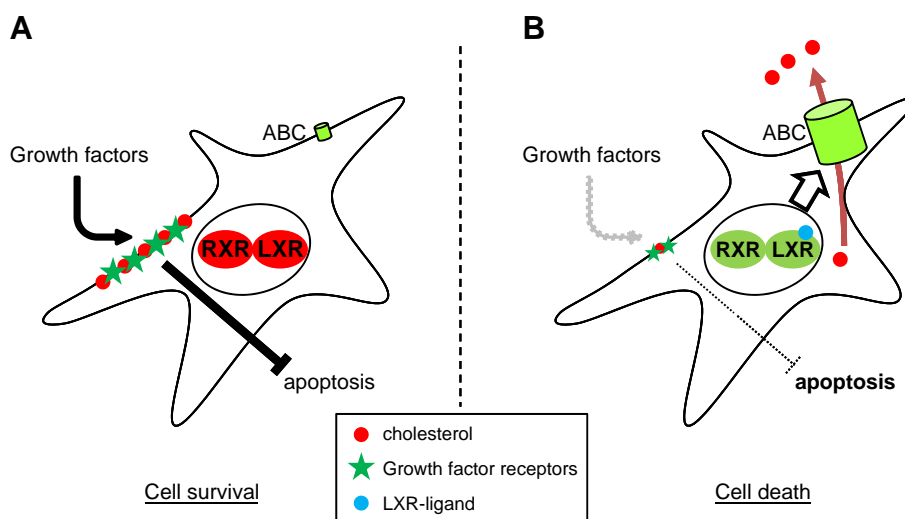 A
ABC
Growth factors
RXR LXR
apoptosis
Cell survival
B
ABC
Growth factors
RXR LXR
apoptosis
Cell death
cholesterol
Growth factor receptors
LXR-ligand